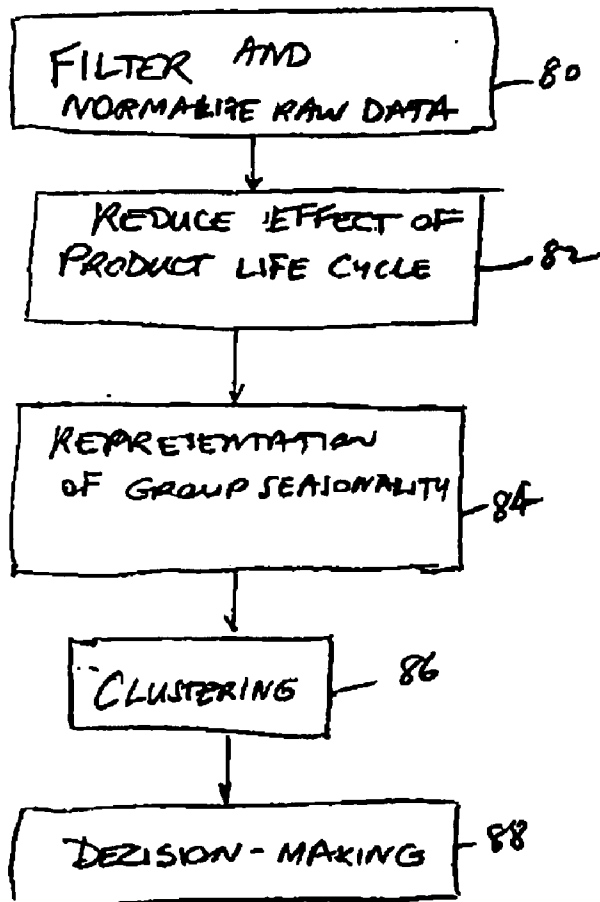 FILTER AND
NORMALIZE RAW DATA
80
REDUCE EFFECT OF
PRODUCT LIFE CYCLE
82
REPRESENTATION
OF GROUP SEASONALITY
84
CLUSTERING
86
DEZISION-MAKING
88